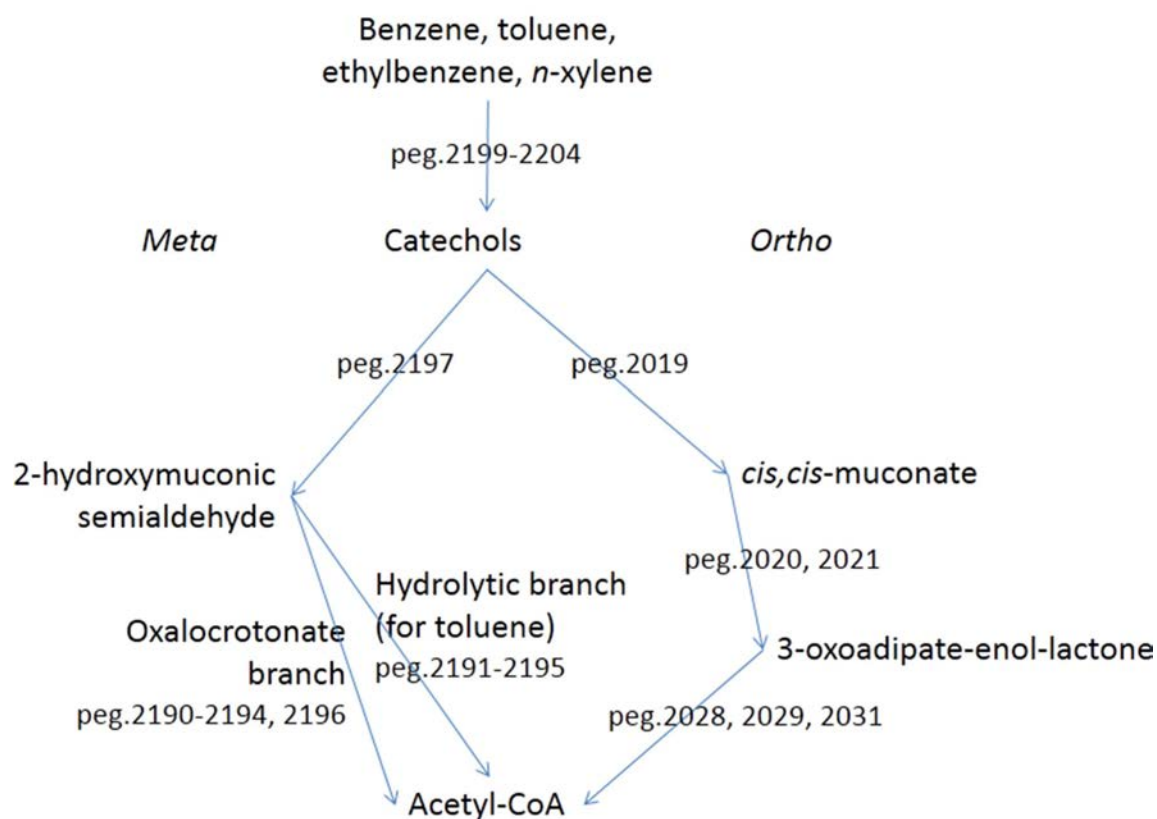 Benzene, toluene,
ethylbenzene, n-xylene
peg.2199-2204
Meta
Catechols
Ortho
peg.2197
peg.2019
2-hydroxymuconic
semialdehyde
cis,cis-muconate
peg.2020, 2021
Hydrolytic branch
(for toluene)
peg.2191-2195
Oxalocrotonate
branch
peg.2190-2194, 2196
3-oxoadipate-enol-lactone
peg.2028, 2029, 2031
Acetyl-CoA